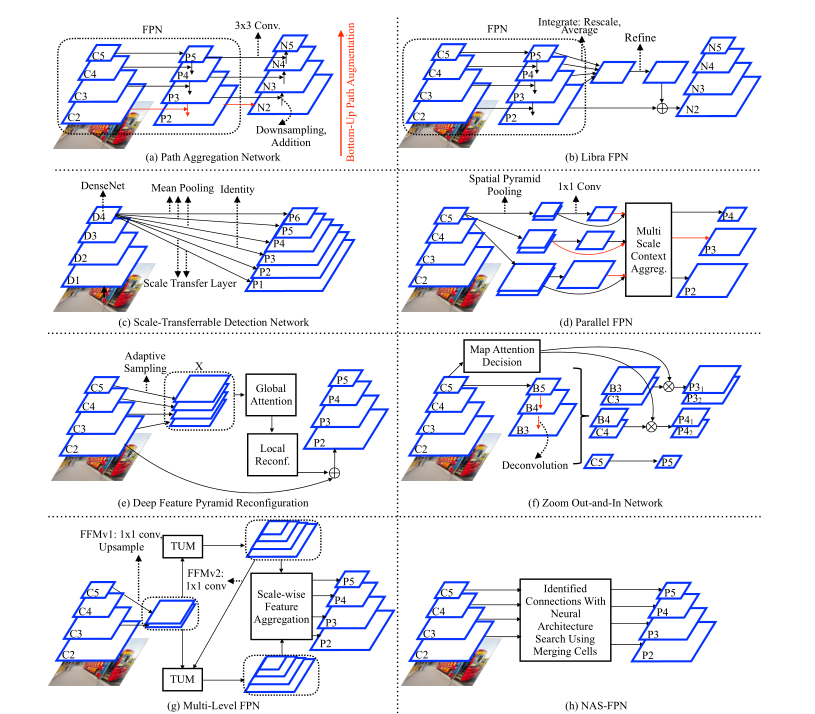 FPN
3x3 Conv.
C5
C4
C3
C2
P5
P4
P3
P2
N5
N4
N3
N2
Downsampling,
Addition
Bottom-Up Path Augmentation
(a) Path Aggregation Network
FPN
Integrate: Rescale,
Average
Refine
C5
C4
C3
C2
P5
P4
P3
P2
N5
N4
N3
N2
(b) Libra FPN
DenseNet
Mean Pooling
Identity
D4
D3
D2
D1
P6
P5
P4
P3
P2
P1
Scale Transfer Layer
(c) Scale-Transferrable Detection Network
Spatial Pyramid
Pooling
1x1 Conv
C5
C4
C3
C2
Multi
Scale
Context
Aggreg.
P4
P3
P2
(d) Parallel FPN
Adaptive
Sampling
X
C5
C4
C3
C2
Global
Attention
Local
Reconf.
P5
P4
P3
P2
(e) Deep Feature Pyramid Reconfiguration
Map Attention
Decision
C5
C4
C3
C2
B5
B4
B3
Deconvolution
B3
C3
B4
C4
C5
P3₁
P3₂
P4₁
P5
(f) Zoom Out-and-In Network
FFMv1: 1x1 conv,
Upsample
TUM
FFMv2:
1x1 conv
C5
C4
C3
C2
Scale-wise
Feature
Aggregation
P5
P4
P3
P2
TUM
(g) Multi-Level FPN
C5
C4
C3
C2
Identified
Connections With
Neural
Architecture
Search Using
Merging Cells
P5
P4
P3
P2
(h) NAS-FPN